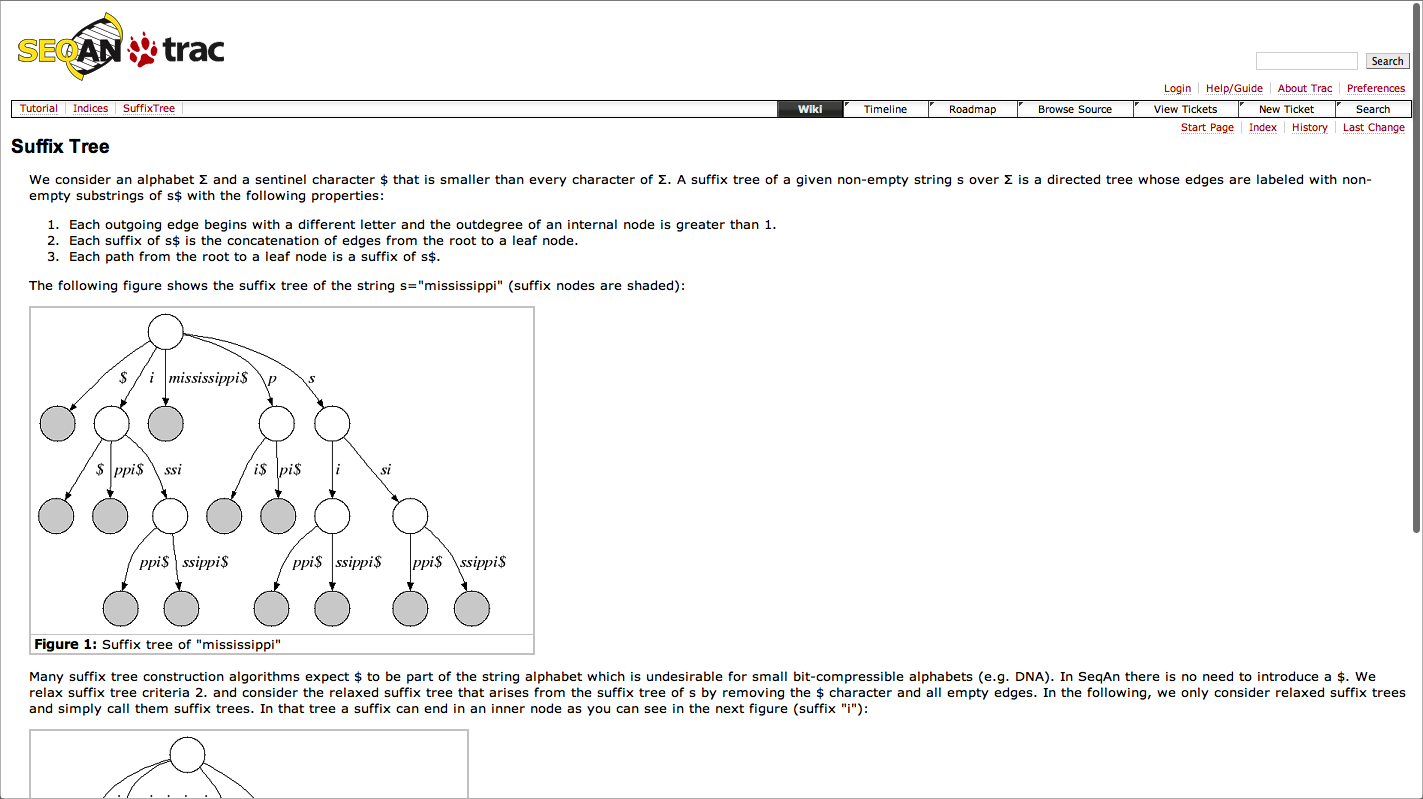 SEQAN trac
Search
Login Help/Guide About Trac Preferences
Tutorial Indices SuffixTree Wiki Timeline Roadmap Browse Source View Tickets New Ticket Search
Start Page Index History Last Change
Suffix Tree
We consider an alphabet Σ and a sentinel character $ that is smaller than every character of Σ. A suffix tree of a given non-empty string s over Σ is a directed tree whose edges are labeled with non-
empty substrings of s$ with the following properties:
1. Each outgoing edge begins with a different letter and the outdegree of an internal node is greater than 1.
2. Each suffix of s$ is the concatenation of edges from the root to a leaf node.
3. Each path from the root to a leaf node is a suffix of s$.
The following figure shows the suffix tree of the string s="mississippi" (suffix nodes are shaded):
$ i mississippi$ p s
$ ppi$ ssi i$ pi$ i si
ppi$ ssippi$ ppi$ ssippi$ ppi$ ssippi$
Figure 1: Suffix tree of "mississippi"
Many suffix tree construction algorithms expect $ to be part of the string alphabet which is undesirable for small bit-compressible alphabets (e.g. DNA). In SeqAn there is no need to introduce a $. We
relax suffix tree criteria 2. and consider the relaxed suffix tree that arises from the suffix tree of s by removing the $ character and all empty edges. In the following, we only consider relaxed suffix trees
and simply call them suffix trees. In that tree a suffix can end in an inner node as you can see in the next figure (suffix "i"):